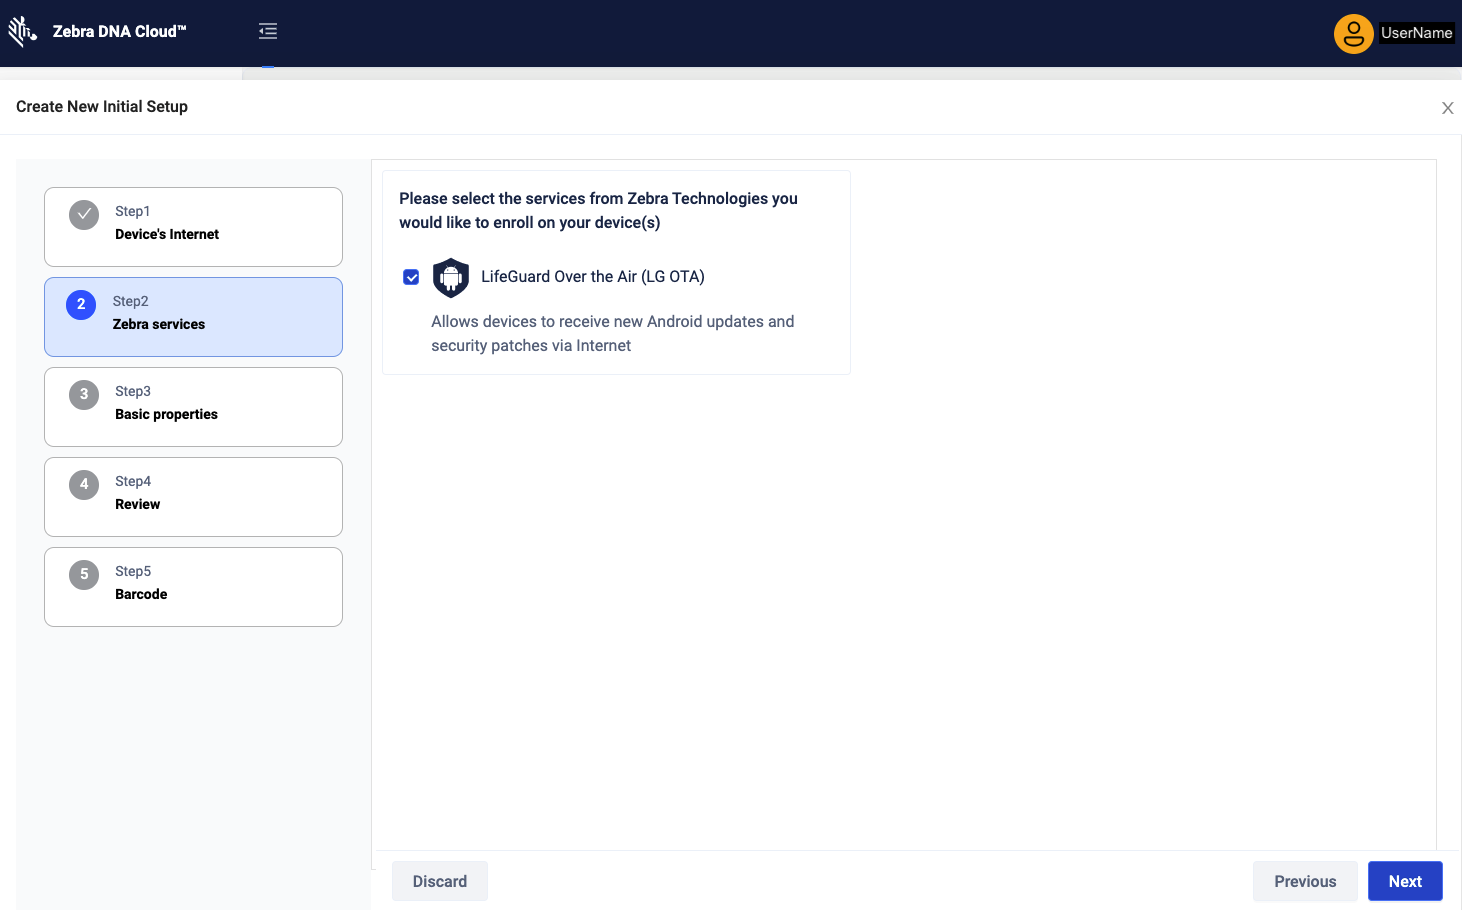 Zebra DNA Cloud™
UserName
Create New Initial Setup
X
Step1
Device's Internet
2
Step2
Zebra services
3
Step3
Basic properties
4
Step4
Review
5
Step5
Barcode
Please select the services from Zebra Technologies you
would like to enroll on your device(s)
LifeGuard Over the Air (LG OTA)
Allows devices to receive new Android updates and
security patches via Internet
Discard
Previous
Next